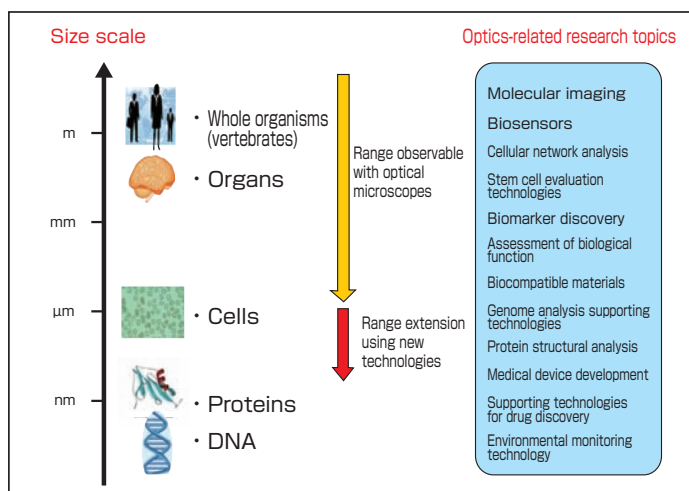 Size scale
m
mm
µm
nm
・Whole organisms
(vertebrates)
・Organs
・Cells
・Proteins
・DNA
Range observable
with optical
microscopes
Range extension
using new
technologies
Optics-related research topics
Molecular imaging
Biosensors
Cellular network analysis
Stem cell evaluation
technologies
Biomarker discovery
Assessment of biological
function
Biocompatible materials
Genome analysis supporting
technologies
Protein structural analysis
Medical device development
Supporting technologies
for drug discovery
Environmental monitoring
technology